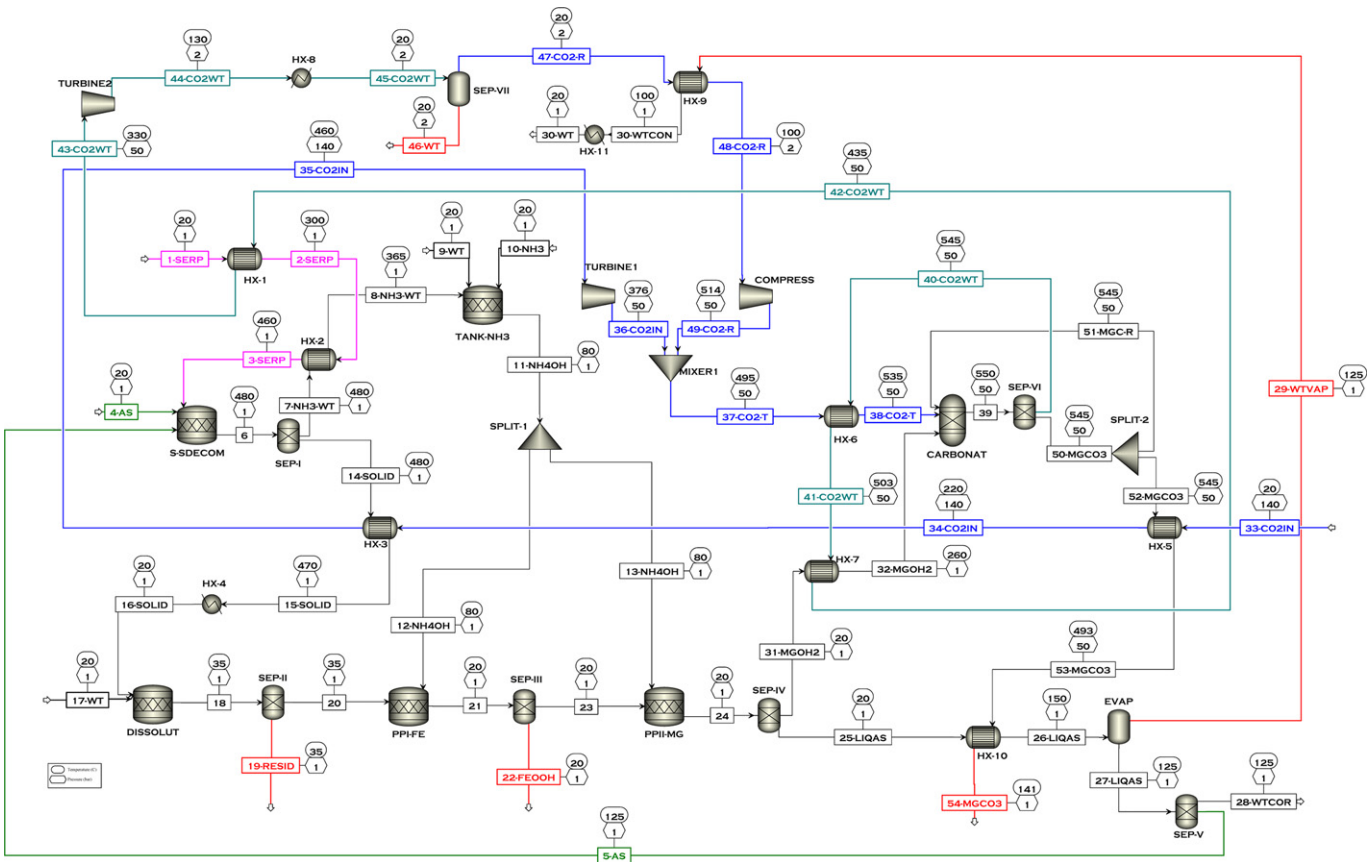 130
2
44-CO2WT
HX-8
20
2
45-CO2WT
20
2
47-CO2-R
TURBINE2
SEP-VII
HX-9
20
1
30-WT
100
1
30-WTCON
HX-11
20
2
46-WT
43-CO2WT
330
50
460
140
35-CO2IN
48-CO2-R
100
2
435
50
42-CO2WT
20
1
1-SERP
300
1
2-SERP
HX-1
20
1
9-WT
20
1
10-NH3
365
1
8-NH3-WT
TANK-NH3
TURBINE1
376
50
36-CO2IN
514
50
49-CO2-R
COMPRESS
545
50
40-CO2WT
545
50
51-MGC-R
460
1
3-SERP
HX-2
11-NH4OH
80
1
MIXER1
29-WTVAP
125
1
20
1
4-AS
480
1
6
7-NH3-WT
480
1
S-SDECOM
SEP-I
495
50
37-CO2-T
535
50
38-CO2-T
HX-6
550
50
39
SEP-VI
CARBONAT
SPLIT-1
545
50
50-MGCO3
SPLIT-2
14-SOLID
480
1
41-CO2WT
503
50
52-MGCO3
545
50
HX-3
220
140
34-CO2IN
HX-5
20
140
33-CO2IN
20
1
16-SOLID
HX-4
470
1
15-SOLID
12-NH4OH
80
1
13-NH4OH
80
1
HX-7
32-MGOH2
260
1
31-MGOH2
20
1
493
50
53-MGCO3
20
1
17-WT
DISSOLUT
35
1
18
SEP-II
35
1
20
PPI-FE
20
1
21
SEP-III
20
1
23
PPII-MG
20
1
24
SEP-IV
20
1
25-LIQAS
HX-10
150
1
26-LIQAS
EVAP
19-RESID
35
1
22-FEOOH
20
1
54-MGCO3
141
1
27-LIQAS
125
1
125
1
28-WTCOR
SEP-V
Temperature (C)
Pressure (bar)
125
1
5-AS